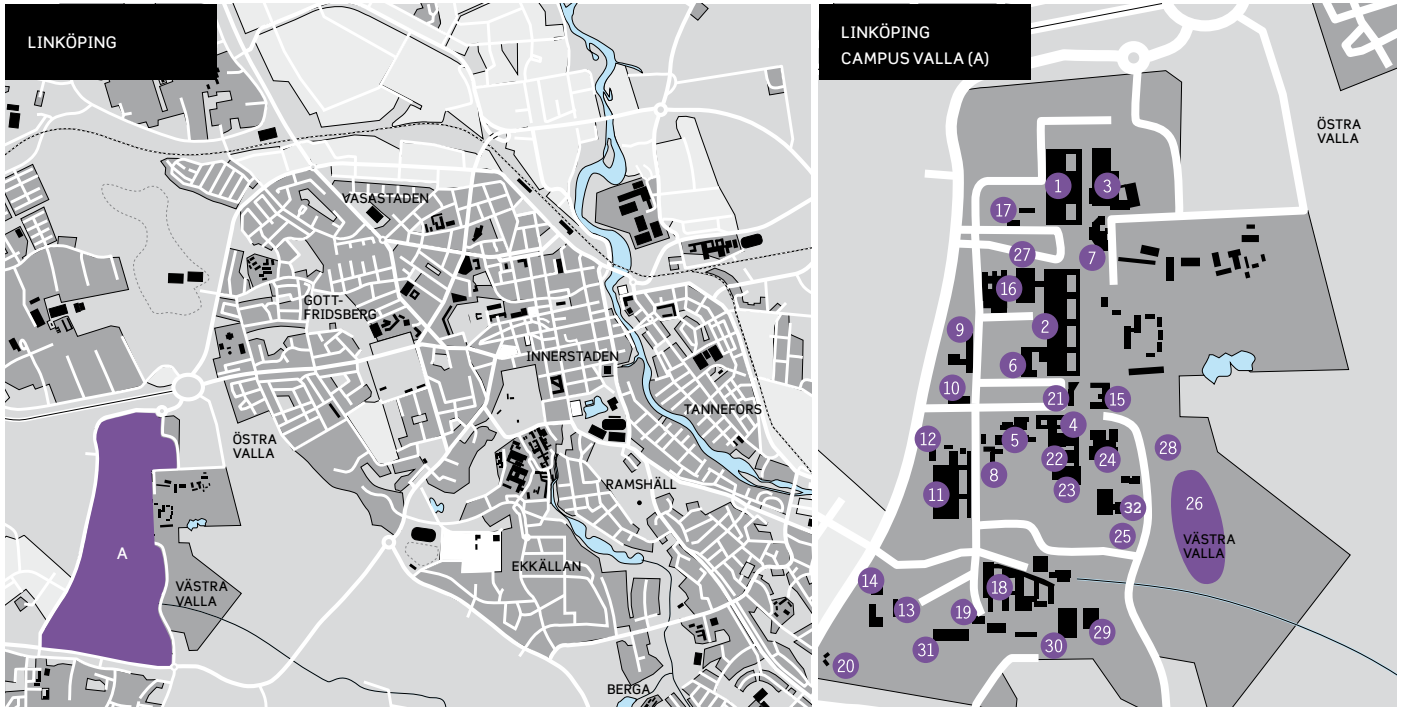 LINKÖPING
VASASTADEN
GOTT-
FRIDSBERG
INNERSTADEN
TANNEFORS
ÖSTRA
VALLA
RAMSHÄLL
A
EKKÄLLAN
VÄSTRA
VALLA
BERGA
LINKÖPING
CAMPUS VALLA (A)
ÖSTRA
VALLA
1
3
17
27
7
16
9
2
6
10
21
15
4
12
5
28
22
24
8
23
11
26
32
25
VÄSTRA
VALLA
14
18
13
19
29
30
31
20